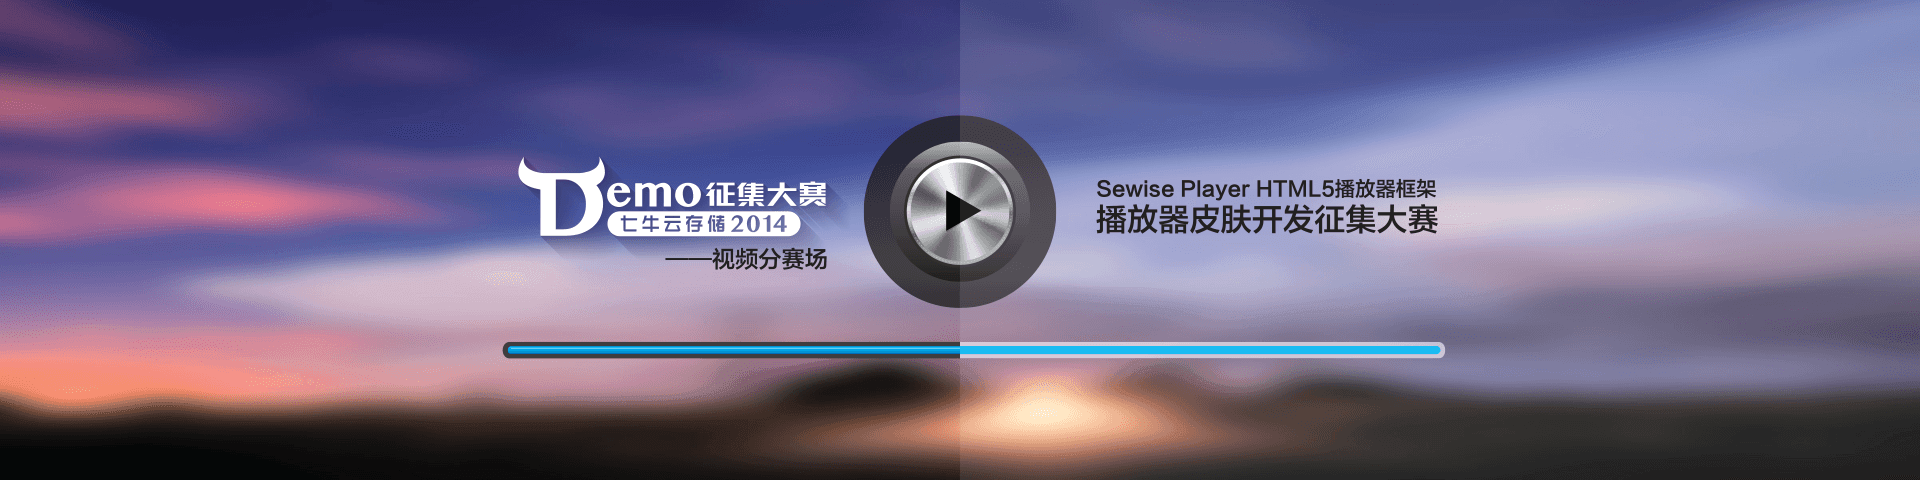 Demo征集大赛
七牛云存储2014
——视频分赛场
Sewise Player HTML5播放器框架
播放器皮肤开发征集大赛